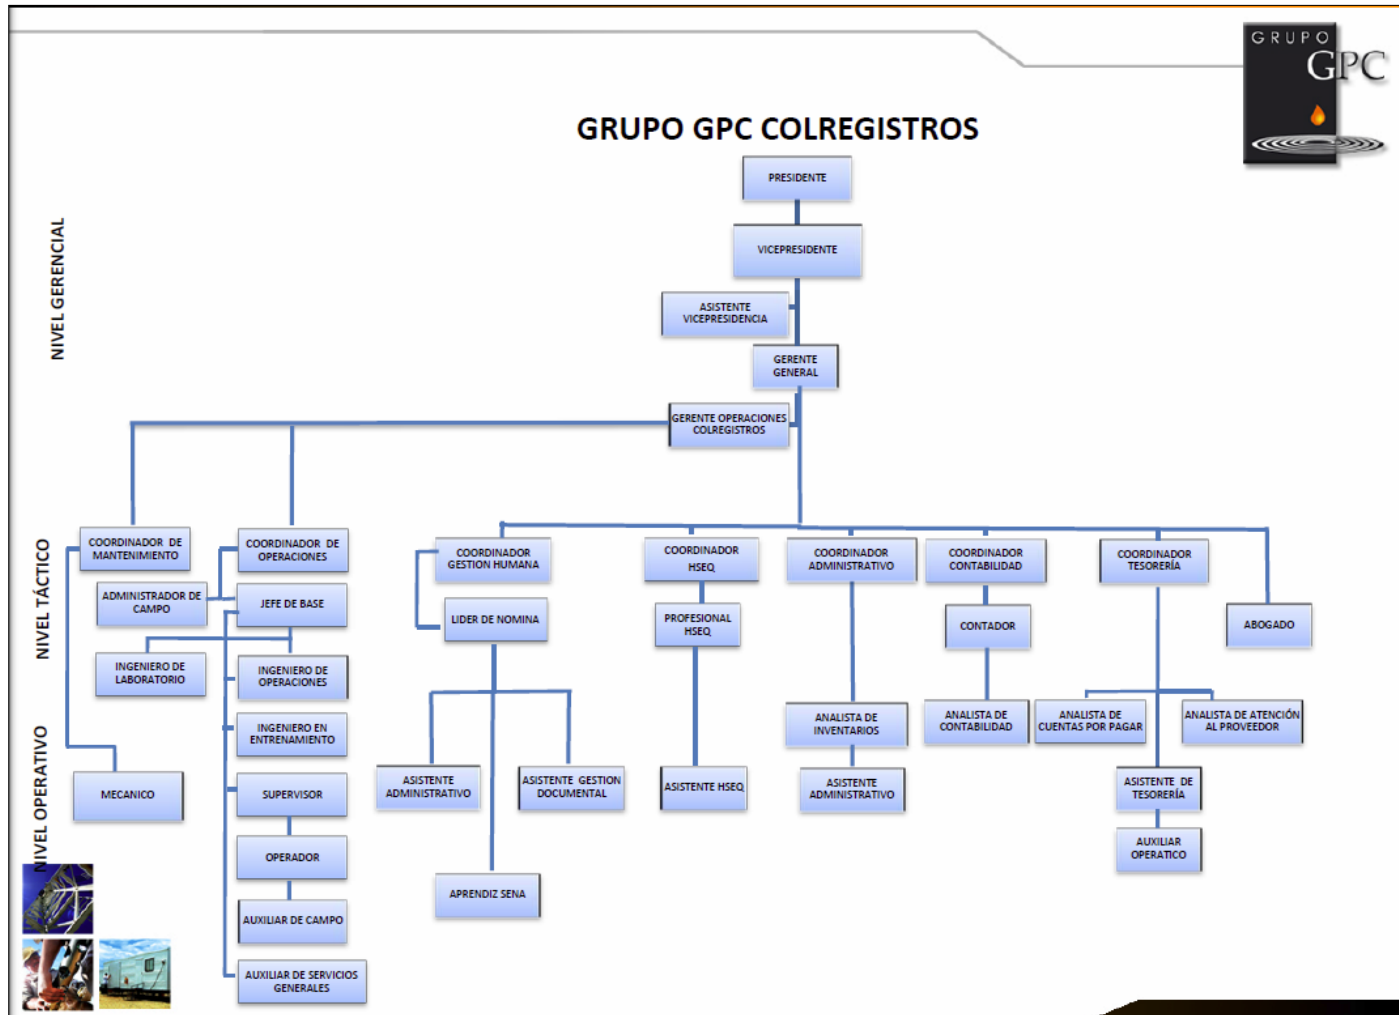 GRUPO
GPC
GRUPO GPC COLREGISTROS
NIVEL GERENCIAL
PRESIDENTE
VICEPRESIDENTE
ASISTENTE
VICEPRESIDENCIA
GERENTE
GENERAL
GERENTE OPERACIONES
COLREGISTROS
NIVEL TÁCTICO
COORDINADOR DE
MANTENIMIENTO
COORDINADOR DE
OPERACIONES
COORDINADOR
GESTION HUMANA
COORDINADOR
HSEQ
COORDINADOR
ADMINISTRATIVO
COORDINADOR
CONTABILIDAD
COORDINADOR
TESORERÍA
ADMINISTRADOR DE
CAMPO
JEFE DE BASE
LIDER DE NOMINA
PROFESIONAL
HSEQ
CONTADOR
ABOGADO
INGENIERO DE
LABORATORIO
INGENIERO DE
OPERACIONES
NIVEL OPERATIVO
INGENIERO EN
ENTRENAMIENTO
ANALISTA DE
INVENTARIOS
ANALISTA DE
CONTABILIDAD
ANALISTA DE
CUENTAS POR PAGAR
ANALISTA DE ATENCIÓN
AL PROVEEDOR
MECANICO
SUPERVISOR
ASISTENTE
ADMINISTRATIVO
ASISTENTE GESTION
DOCUMENTAL
ASISTENTE HSEQ
ASISTENTE
ADMINISTRATIVO
ASISTENTE DE
TESORERÍA
OPERADOR
AUXILIAR
OPERATICO
APRENDIZ SENA
AUXILIAR DE CAMPO
AUXILIAR DE SERVICIOS
GENERALES